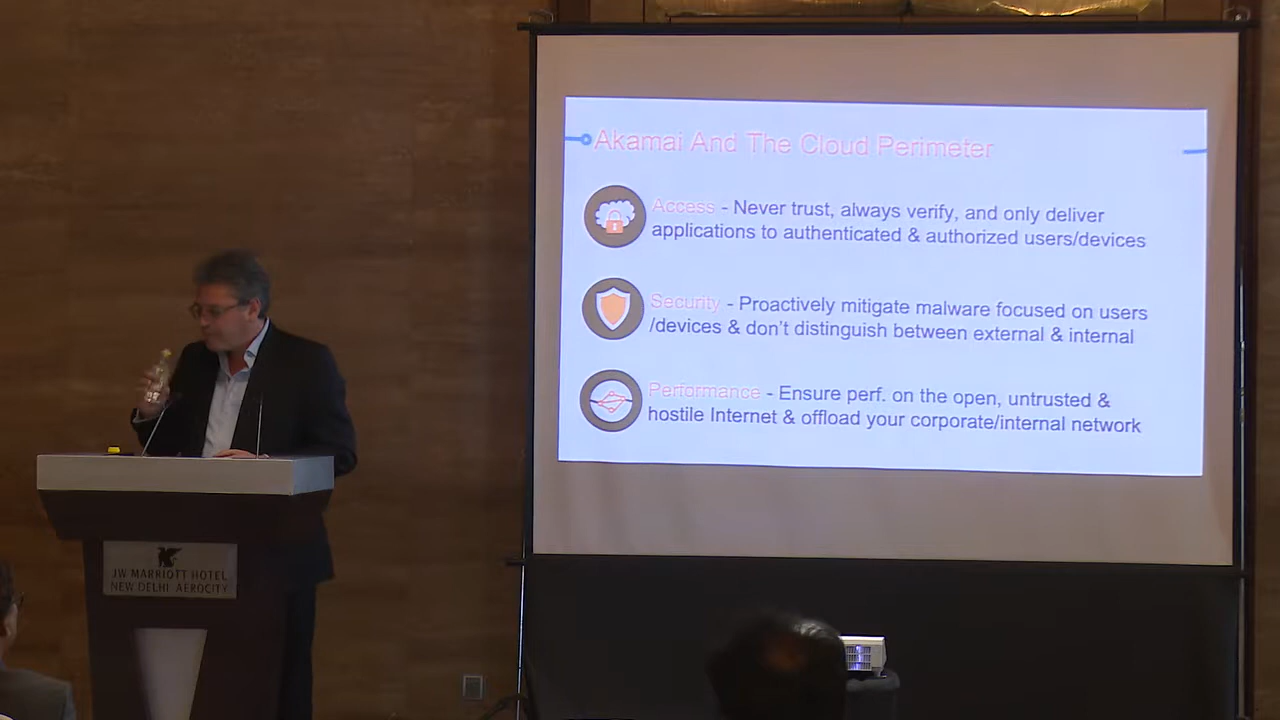 Akamai And The Cloud Perimeter
Access - Never trust, always verify, and only deliver
applications to authenticated & authorized users/devices
Security - Proactively mitigate malware focused on users
/devices & don't distinguish between external & internal
Performance - Ensure perf. on the open, untrusted &
hostile Internet & offload your corporate/internal network
JW MARRIOTT HOTEL
NEW DELHI AEROCITY